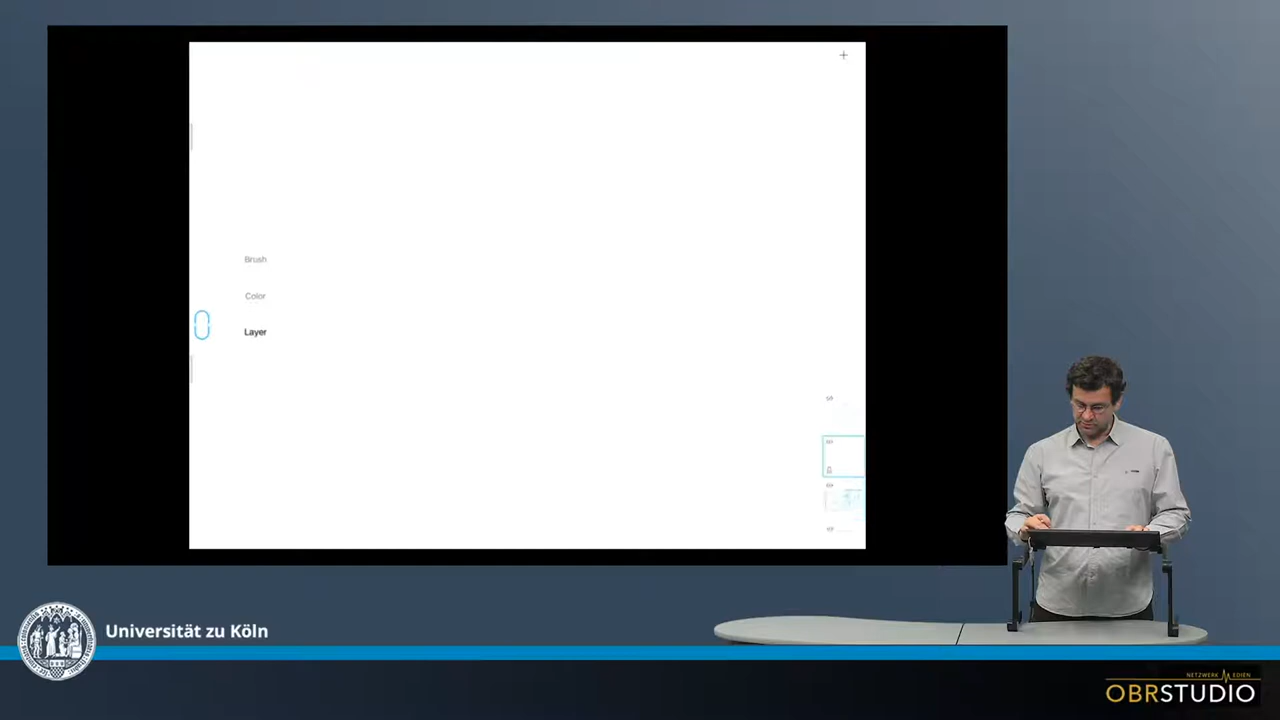 Brush
Color
Layer
Universität zu Köln
NETZWERK MEDIEN
OBRSTUDIO